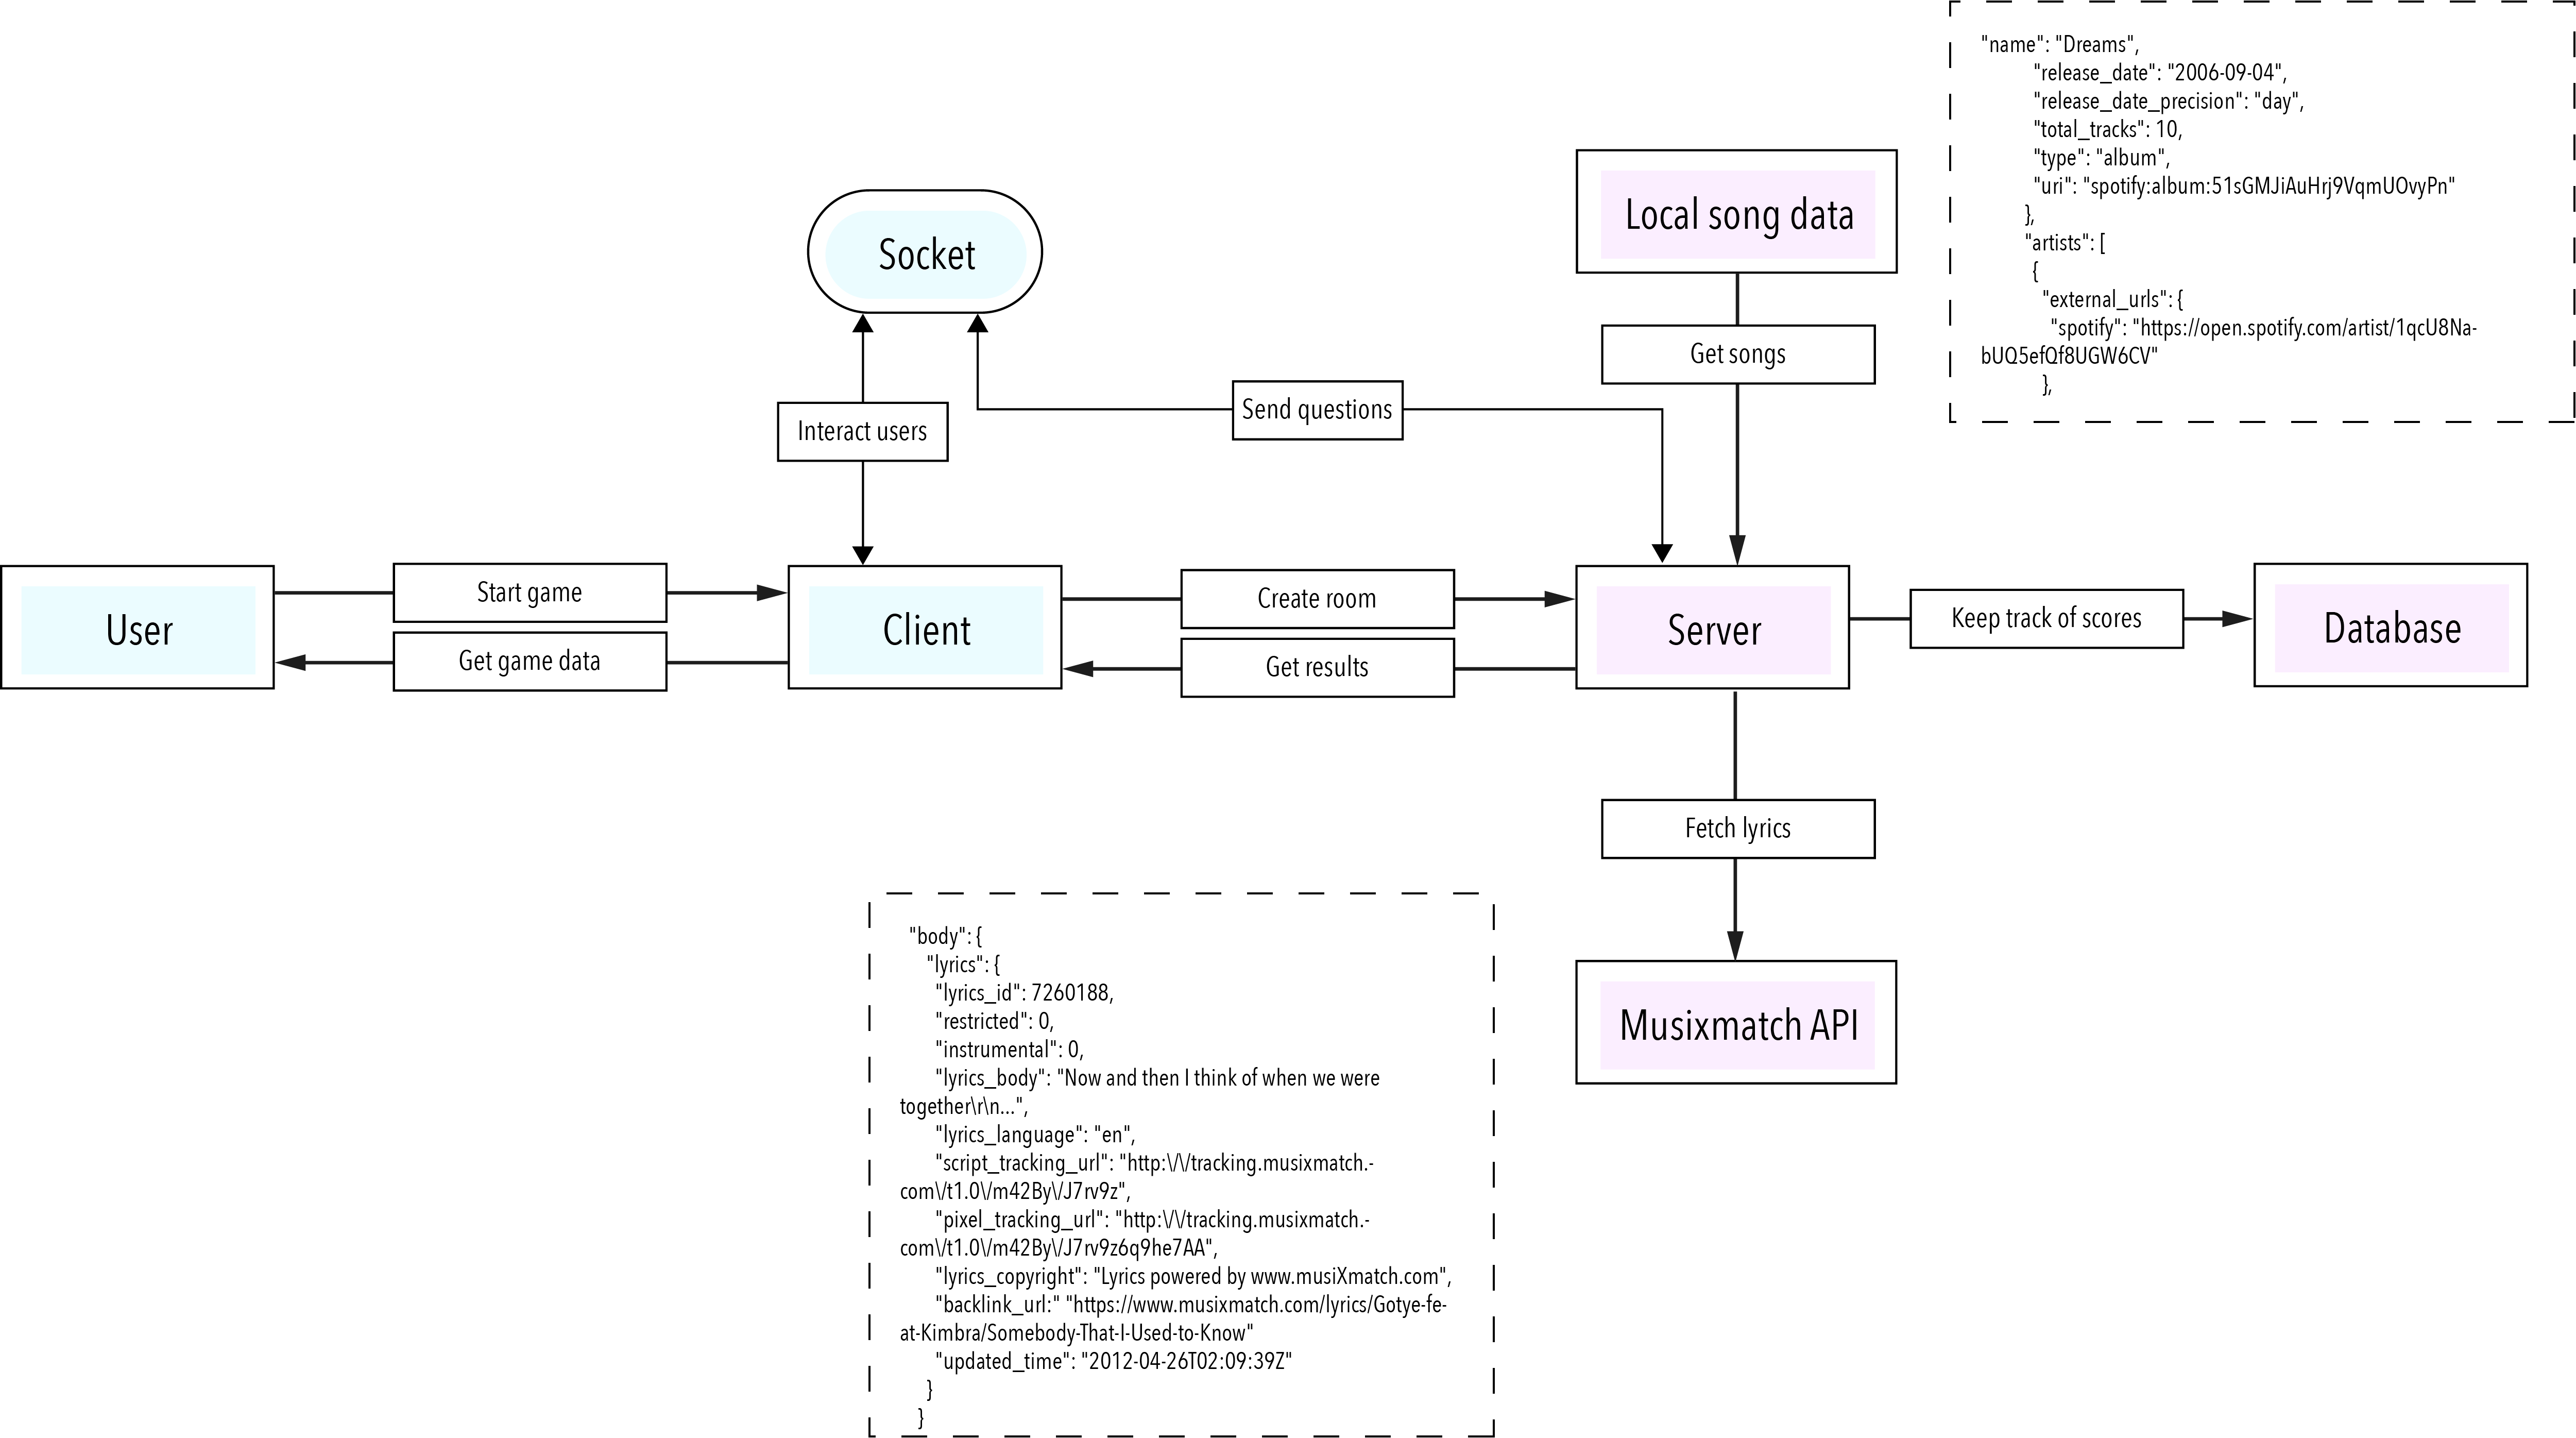 "name": "Dreams",
"release_date": "2006-09-04",
"release_date_precision": "day",
"total_tracks": 10,
"type": "album",
"uri": "spotify:album:51sGMJiAuHrj9VqmUOvyPn"
},
"artists": [
{
"external_urls": {
"spotify": "https://open.spotify.com/artist/1qcU8Na-
bUQ5efQf8UGW6CV"
},
Local song data
Socket
Get songs
Send questions
Interact users
User
Start game
Get game data
Client
Create room
Get results
Server
Keep track of scores
Database
Fetch lyrics
Musixmatch API
"body": {
"lyrics": {
"lyrics_id": 7260188,
"restricted": 0,
"instrumental": 0,
"lyrics_body": "Now and then I think of when we were
together\r\n...",
"lyrics_language": "en",
"script_tracking_url": "http:\/\/tracking.musixmatch.-
com\/t1.0\/m42By\/J7rv9z",
"pixel_tracking_url": "http:\/\/tracking.musixmatch.-
com\/t1.0\/m42By\/J7rv9z6q9he7AA",
"lyrics_copyright": "Lyrics powered by www.musiXmatch.com",
"backlink_url:" "https://www.musixmatch.com/lyrics/Gotye-fe-
at-Kimbra/Somebody-That-I-Used-to-Know"
"updated_time": "2012-04-26T02:09:39Z"
}
}